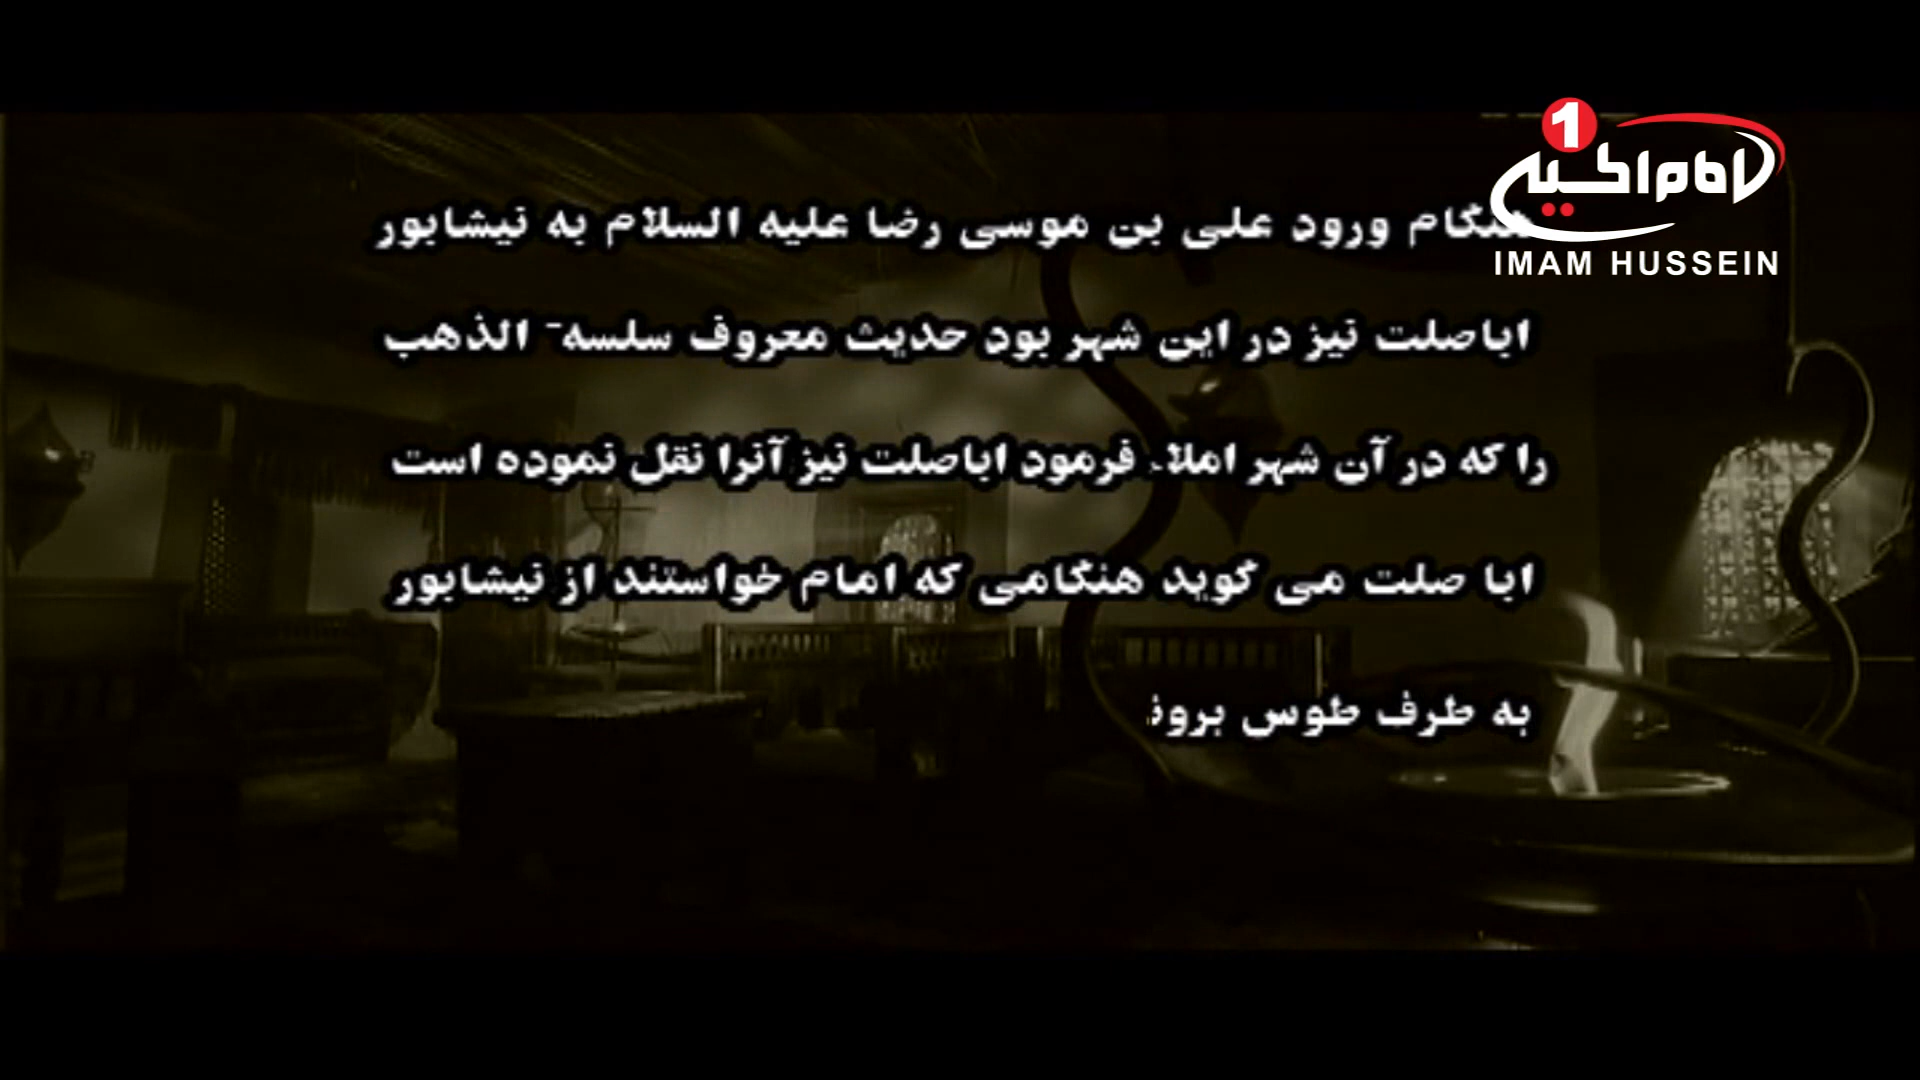 1
امام حسین
IMAM HUSSEIN
هنگام ورود علی بن موسی رضا علیه السلام به نیشابور
اباصلت نیز در این شهر بود حدیث معروف سلسه- الذهب
را که در آن شهر املاء فرمود اباصلت نیز آنرا نقل نموده است
ابا صلت می گوید هنگامی که امام خواستند از نیشابور
به طرف طوس بروند